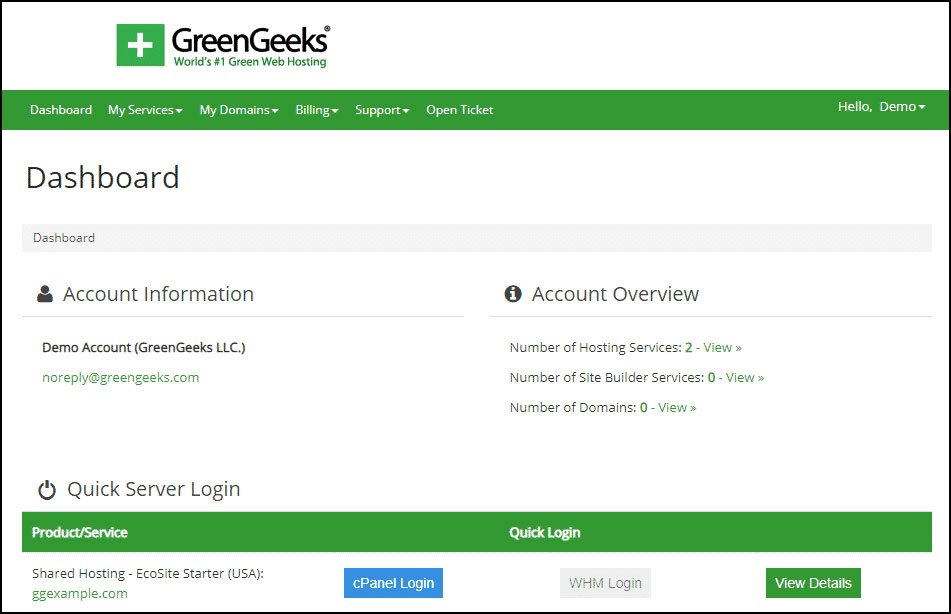 GreenGeeks®
World's #1 Green Web Hosting
Dashboard My Services My Domains Billing Support Open Ticket Hello, Demo
Dashboard
Dashboard
Account Information
Demo Account (GreenGeeks LLC.)
noreply@greengeeks.com
Account Overview
Number of Hosting Services: 2 - View »
Number of Site Builder Services: 0 - View »
Number of Domains: 0 - View »
Quick Server Login
Product/Service Quick Login
Shared Hosting - EcoSite Starter (USA):
ggexample.com
cPanel Login WHM Login View Details